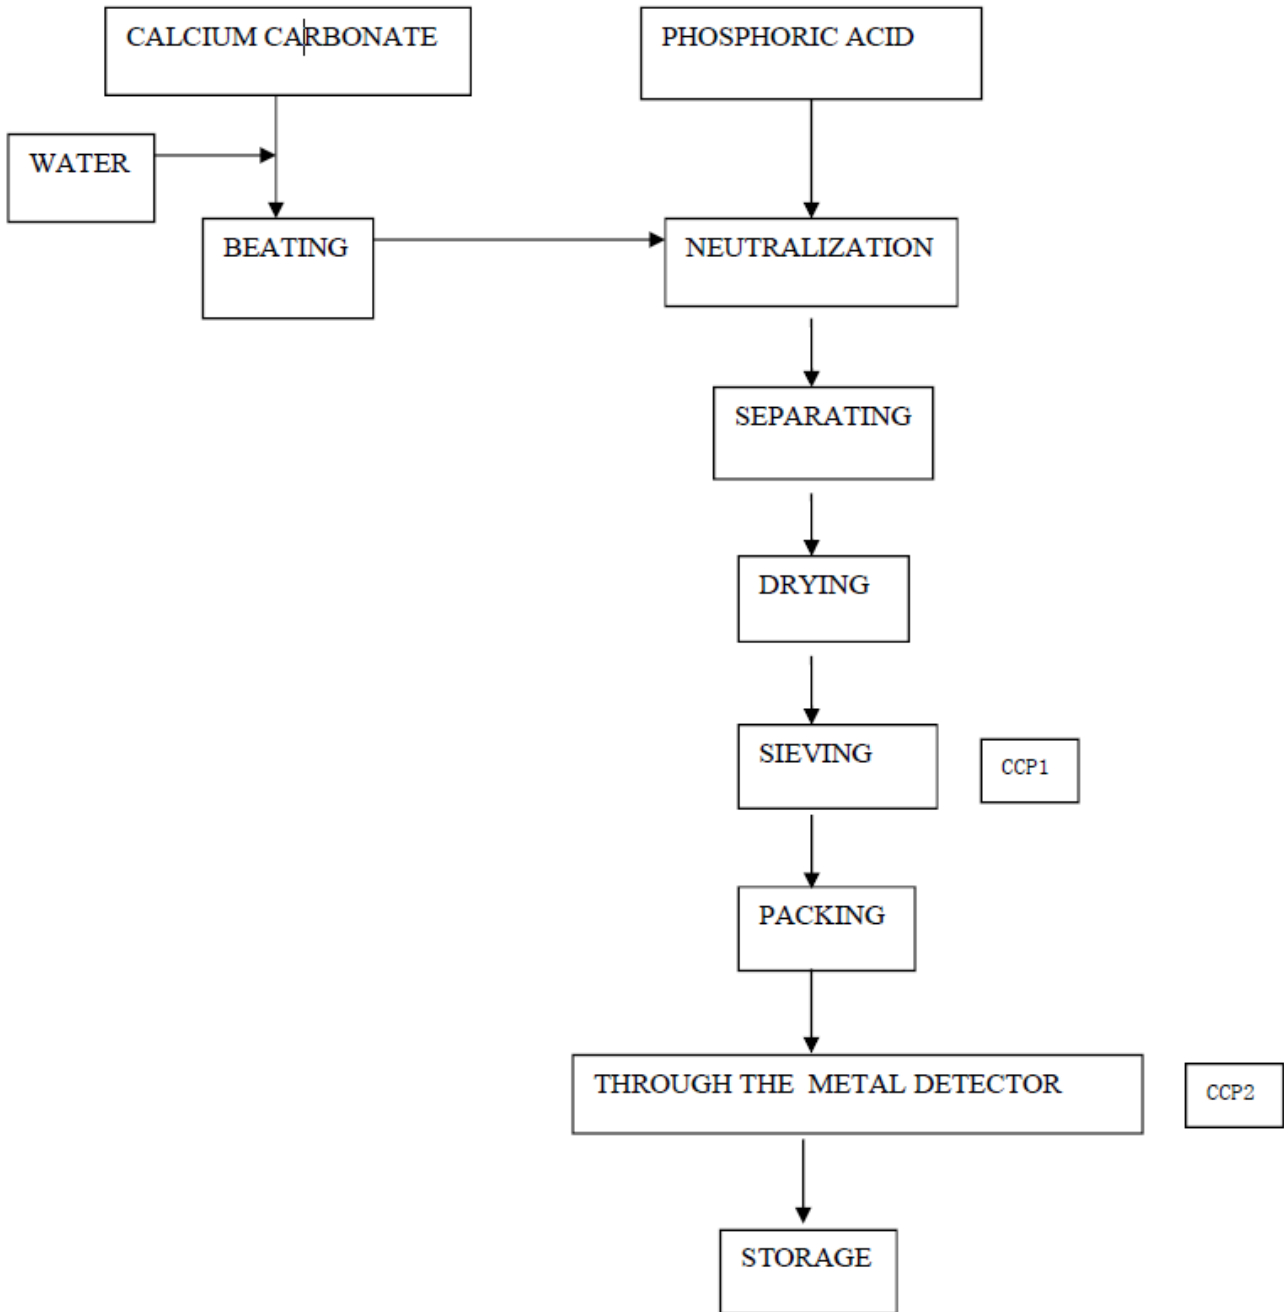 CALCIUM CARBONATE
PHOSPHORIC ACID
WATER
BEATING
NEUTRALIZATION
SEPARATING
DRYING
SIEVING
CCP1
PACKING
THROUGH THE METAL DETECTOR
CCP2
STORAGE